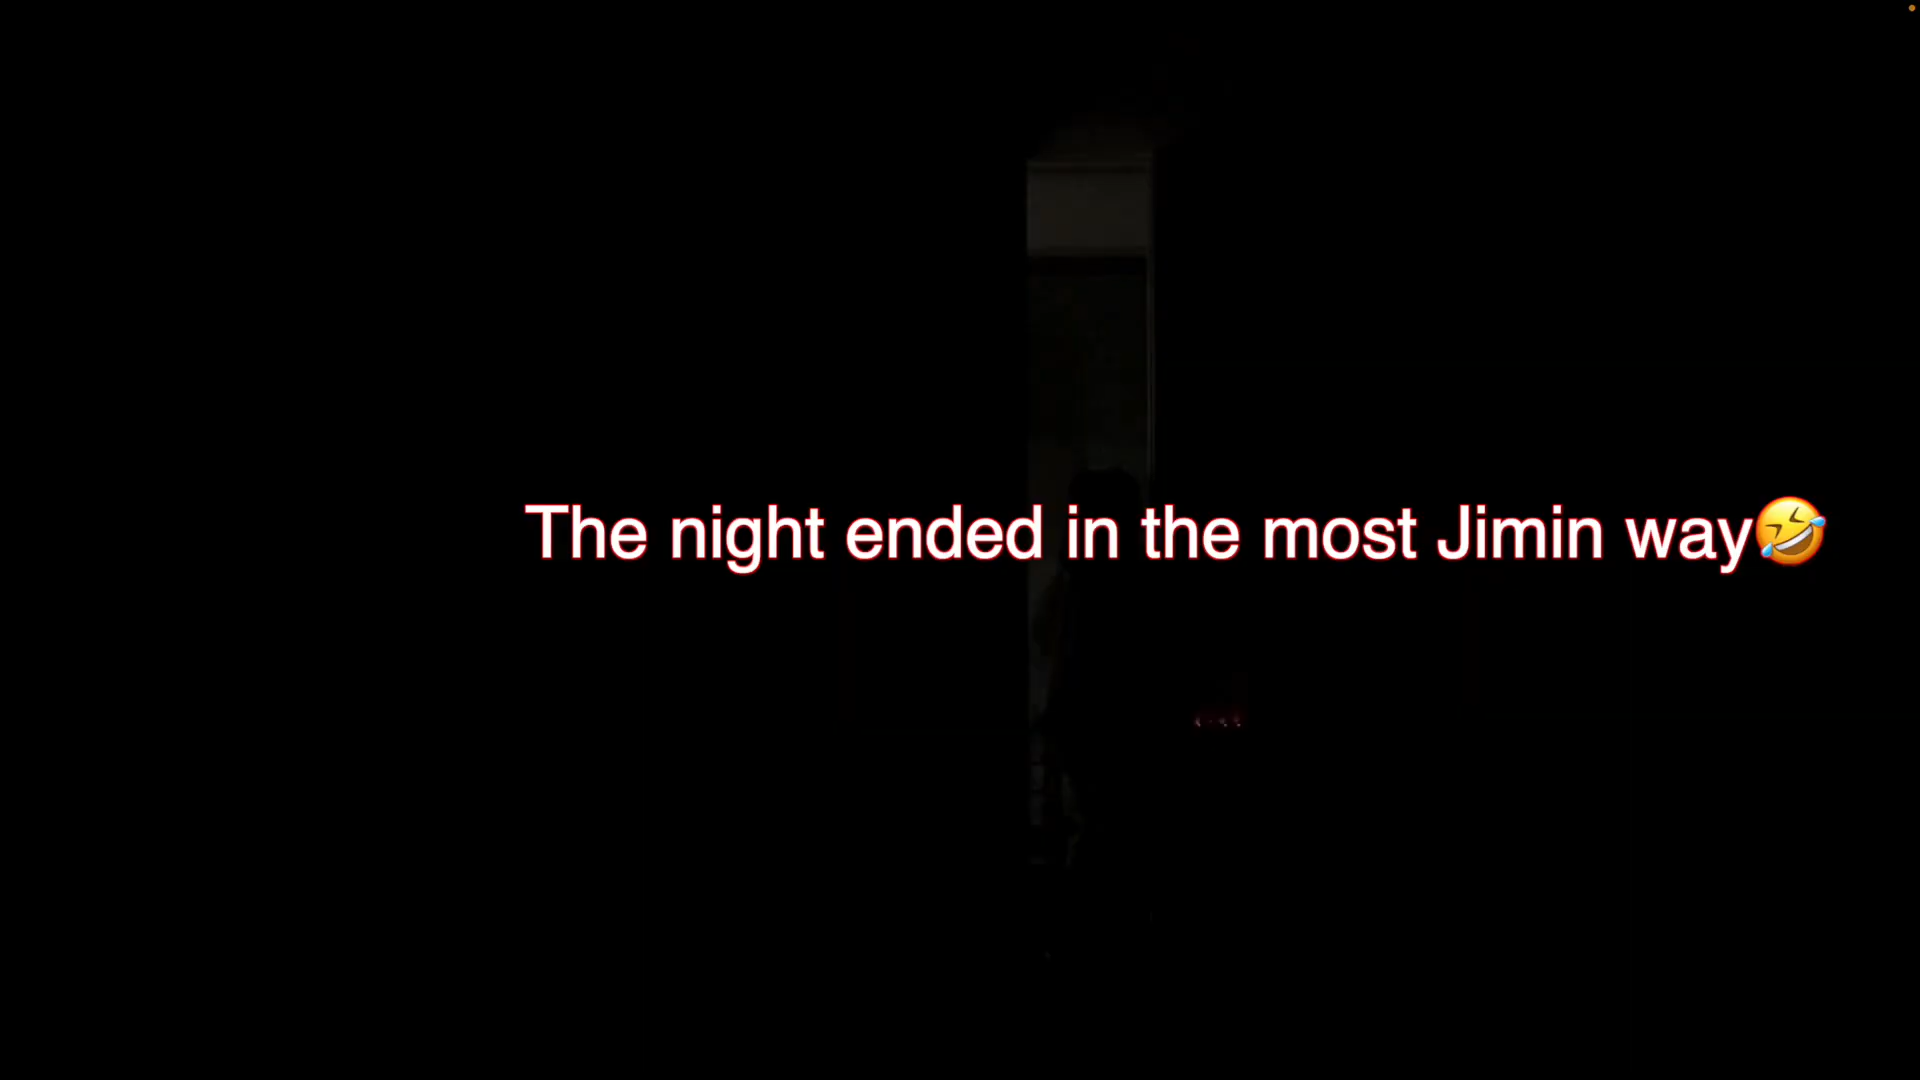 The night ended in the most Jimin way🤣